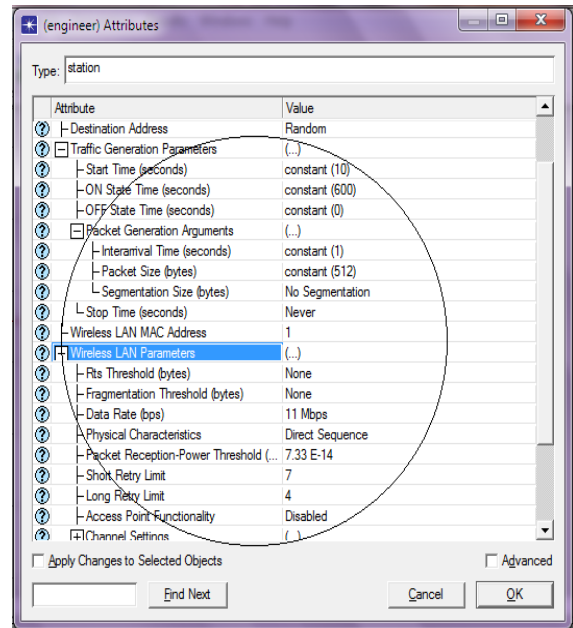 (engineer) Attributes
Type: station
Attribute Value
Destination Address Random
Traffic Generation Parameters (...)
Start Time (seconds) constant (10)
ON State Time (seconds) constant (600)
OFF State Time (seconds) constant (0)
Packet Generation Arguments (...)
Interarrival Time (seconds) constant (1)
Packet Size (bytes) constant (512)
Segmentation Size (bytes) No Segmentation
Stop Time (seconds) Never
Wireless LAN MAC Address 1
Wireless LAN Parameters (...)
Rts Threshold (bytes) None
Fragmentation Threshold (bytes) None
Data Rate (bps) 11 Mbps
Physical Characteristics Direct Sequence
Packet Reception-Power Threshold (... 7.33 E-14
Short Retry Limit 7
Long Retry Limit 4
Access Point Functionality Disabled
Channel Settings (...)
Apply Changes to Selected Objects Advanced
Find Next Cancel OK